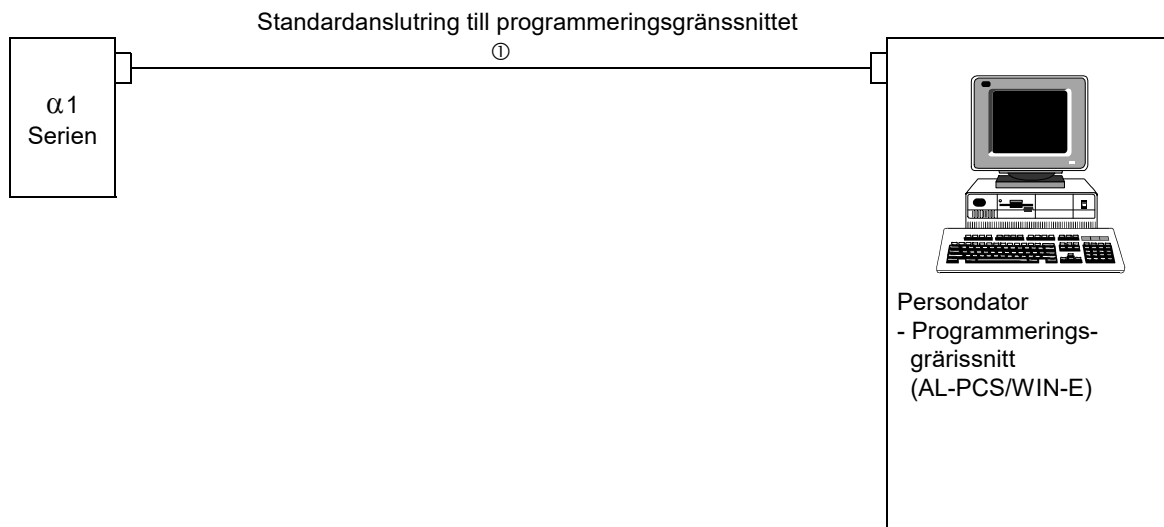 Standardanslutring till programmeringsgränssnittet
①
α1
Serien
Persondator
- Programmerings-
grärissnitt
(AL-PCS/WIN-E)